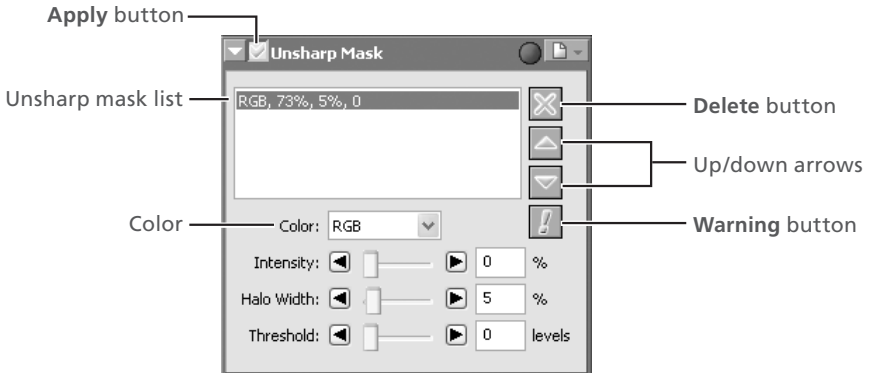 Apply button
Unsharp Mask
Unsharp mask list
RGB, 73%, 5%, 0
Delete button
Up/down arrows
Color
Color: RGB
Warning button
Intensity: 0 %
Halo Width: 5 %
Threshold: 0 levels